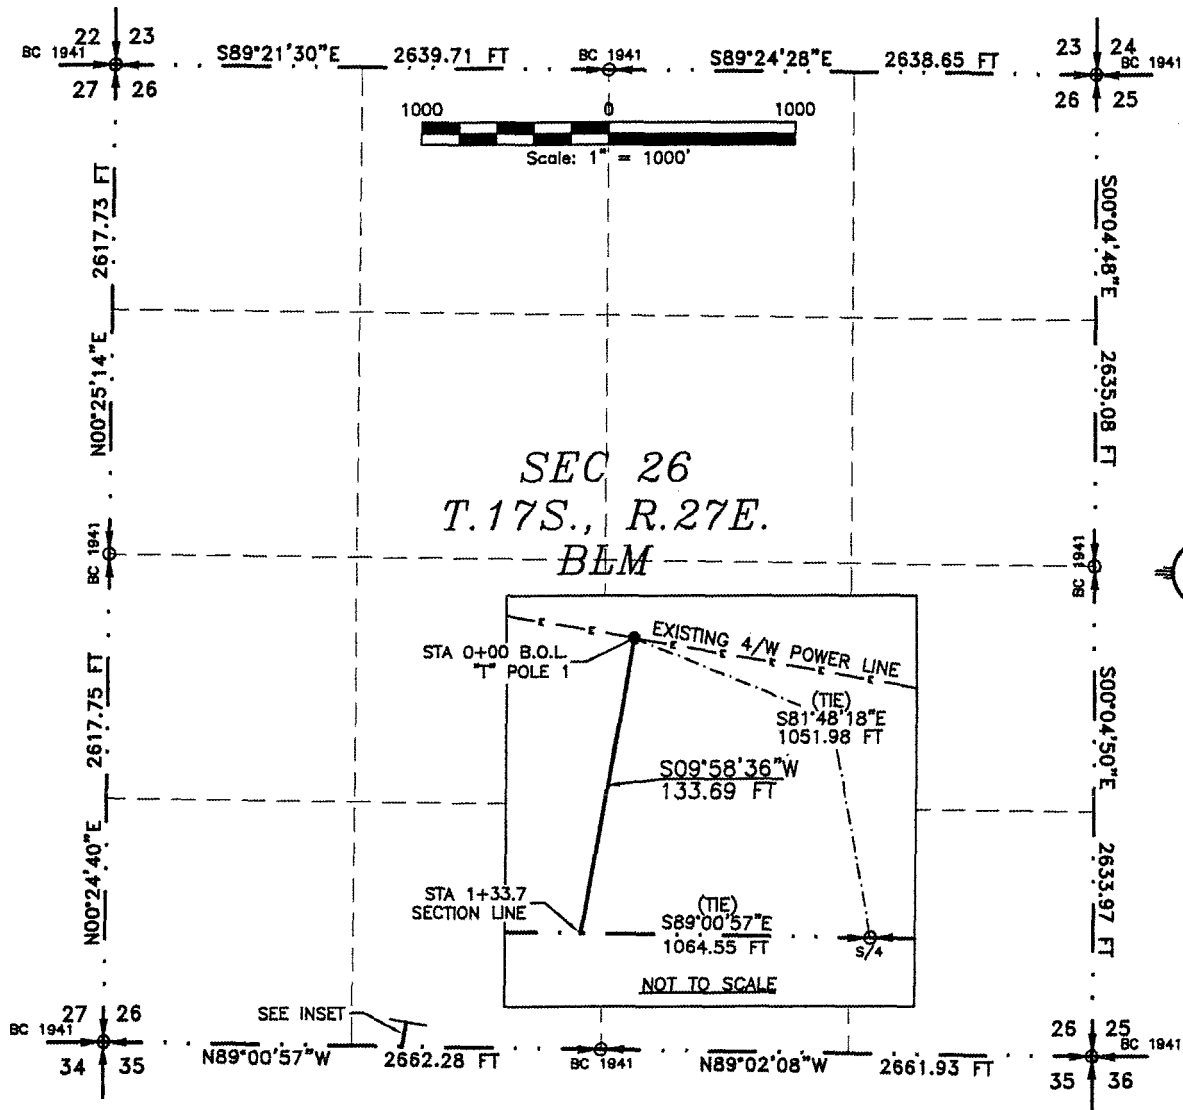 22 23
BC 1941
27 26
S89°21'30"E 2639.71 FT
BC 1941
S89°24'28"E 2638.65 FT
23 24
BC 1941
26 25
1000 0 1000
Scale: 1" = 1000'
2617.73 FT
N00°25'14"E
S00°04'48"E
2635.08 FT
SEC 26
T.17S., R.27E.
BLM
BC 1941
BC 1941
EXISTING 4/W POWER LINE
E E E E E E E
STA 0+00 B.O.L.
"T" POLE 1
(TIE)
S81°48'18"E
1051.98 FT
S09°58'36"W
133.69 FT
2617.75 FT
N00°24'40"E
S00°04'50"E
2633.97 FT
STA 1+33.7
SECTION LINE
(TIE)
S89°00'57"E
1064.55 FT
S/4
NOT TO SCALE
SEE INSET
27 26
BC 1941
34 35
N89°00'57"W 2662.28 FT
BC 1941
N89°02'08"W 2661.93 FT
26 25
BC 1941
35 36